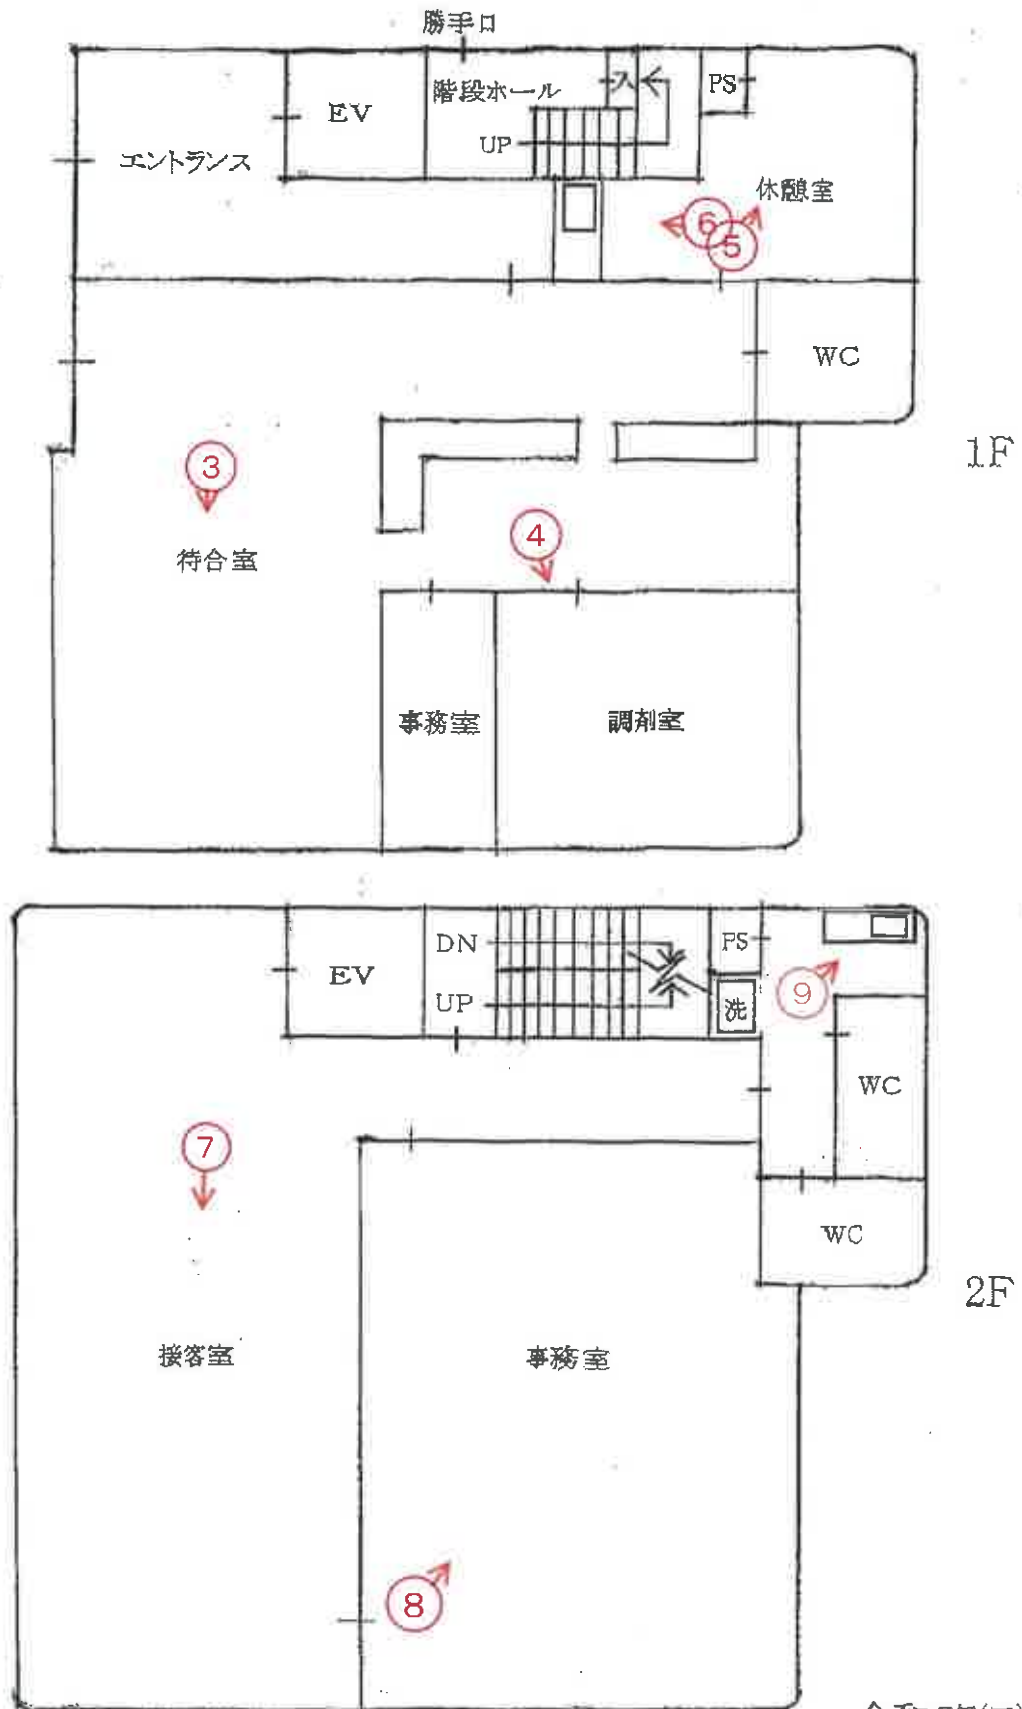 勝手口
階段ホール
入
PS
EV
UP
エントランス
休憩室
⑥
⑤
WC
1F
③
④
待合室
事務室
調剤室
DN
EV
UP
PS
洗
⑨
WC
⑦
WC
2F
接客室
事務室
⑧